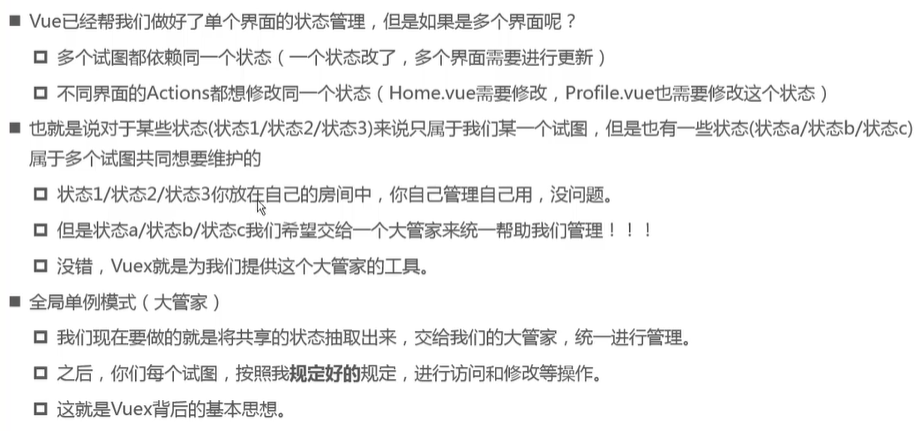 Vue已经帮我们做好了单个界面的状态管理，但是如果是多个界面呢？
多个试图都依赖同一个状态（一个状态改了，多个界面需要进行更新）
不同界面的Actions都想修改同一个状态（Home.vue需要修改，Profile.vue也需要修改这个状态）
也就是说对于某些状态(状态1/状态2/状态3)来说只属于我们某一个试图，但是也有一些状态(状态a/状态b/状态c)
属于多个试图共同想要维护的
状态1/状态2/状态3你放在自己的房间中，你自己管理自己用，没问题。
但是状态a/状态b/状态c我们希望交给一个大管家来统一帮助我们管理！！！
没错，Vuex就是为我们提供这个大管家的工具。
全局单例模式（大管家）
我们现在要做的就是将共享的状态抽取出来，交给我们的大管家，统一进行管理。
之后，你们每个试图，按照我规定好的规定，进行访问和修改等操作。
这就是Vuex背后的基本思想。